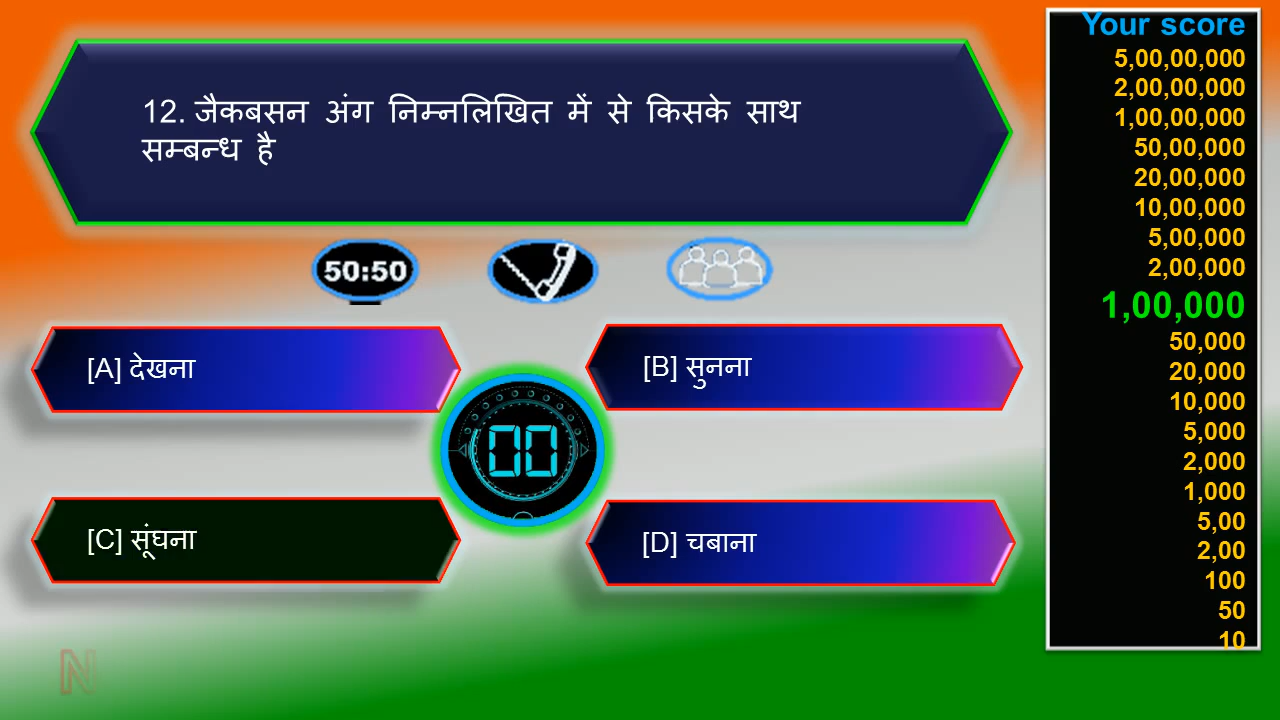 12. जैकबसन अंग निम्नलिखित में से किसके साथ
सम्बन्ध है
50:50
[A] देखना
[B] सुनना
00
[C] सूंघना
[D] चबाना
Your score
5,00,00,000
2,00,00,000
1,00,00,000
50,00,000
20,00,000
10,00,000
5,00,000
2,00,000
1,00,000
50,000
20,000
10,000
5,000
2,000
1,000
5,00
2,00
100
50
10
N